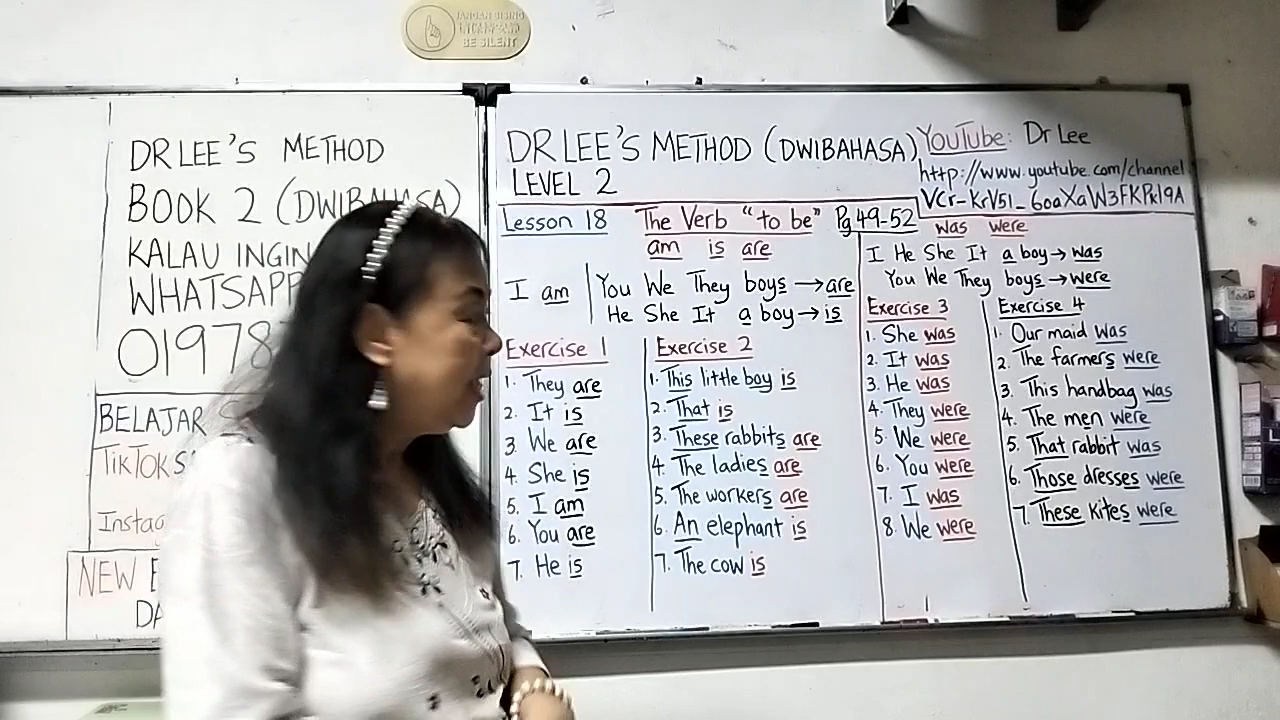 JANGAN BISING
BE SILENT
DR LEE'S METHOD
BOOK 2 (DWIBAHASA)
KALAU INGIN
WHATSAPP
01978
BELAJAR
TikTok
NEW
DR LEE'S METHOD (DWIBAHASA)
LEVEL 2
YouTube: Dr Lee
http://www.youtube.com/channel
VCr-KrV51_6oaXaW3FKPk19A
Lesson 18 The Verb "to be" Pg 49-52
am is are
I am
You We They boys → are
He She It a boy → is
was were
I He She It a boy → was
You We They boys → were
Exercise 1
1. They are
2. It is
3. We are
4. She is
5. I am
6. You are
7. He is
Exercise 2
1. This little boy is
2. That is
3. These rabbits are
4. The ladies are
5. The workers are
6. An elephant is
7. The cow is
Exercise 3
1. She was
2. It was
3. He was
4. They were
5. We were
6. You were
7. I was
8. We were
Exercise 4
1. Our maid was
2. The farmers were
3. This handbag was
4. The men were
5. That rabbit was
6. Those dresses were
7. These kites were